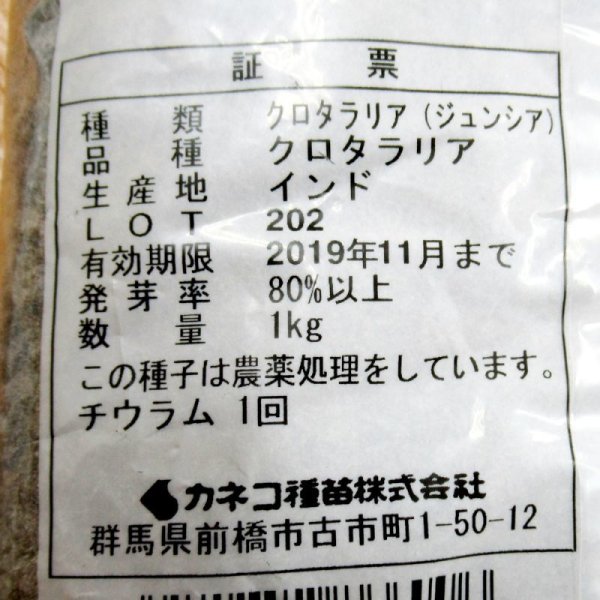 証票
種類 クロタラリア（ジュンシア）
品種 クロタラリア
生産地 インド
LOT 202
有効期限 2019年11月まで
発芽率 80%以上
数量 1kg
この種子は農薬処理をしています。
チウラム 1回
カネコ種苗株式会社
群馬県前橋市古市町1-50-12